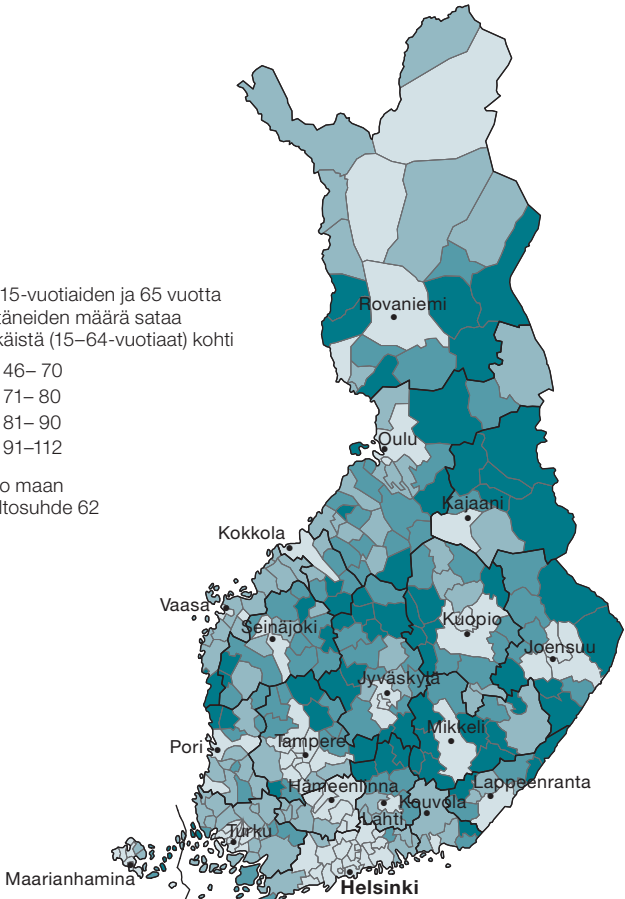 15-vuotiaiden ja 65 vuotta
täneiden määrä sataa
käistä (15–64-vuotiaat) kohti
46– 70
71– 80
81– 90
91–112
o maan
ltosuhde 62
Rovaniemi
Oulu
Kajaani
Kokkola
Vaasa
Seinäjoki
Kuopio
Joensuu
Jyväskylä
Mikkeli
Pori
Tampere
Hämeenlinna
Lappeenranta
Lahti
Kouvola
Turku
Maarianhamina
Helsinki